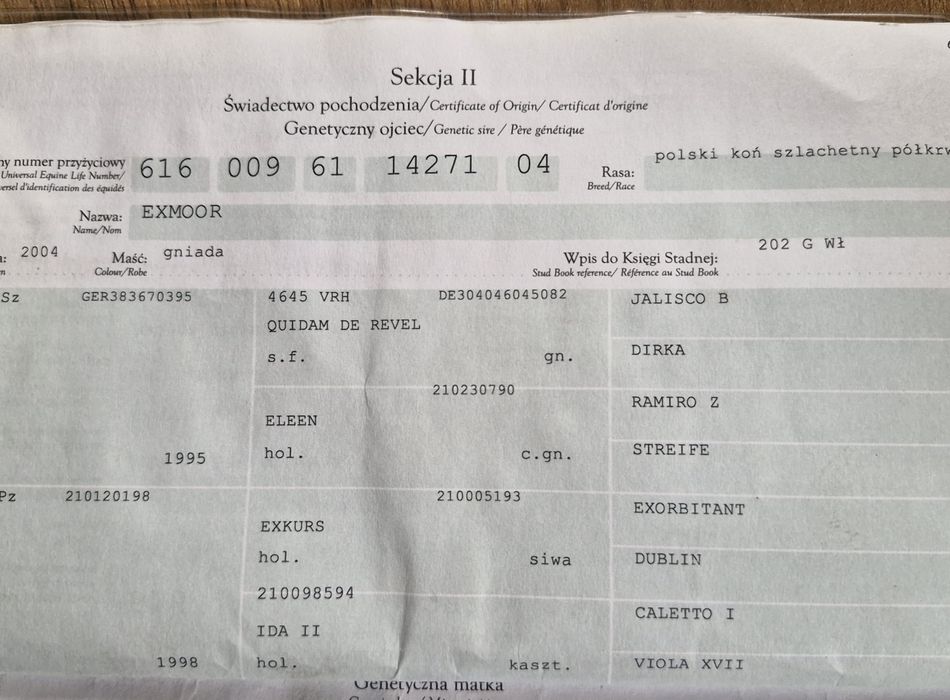 Sekcja II
Świadectwo pochodzenia/Certificate of Origin/ Certificat d'origine
Genetyczny ojciec/Genetic sire / Père génétique
numer przyżyciowy 616 009 61 14271 04 Rasa: polski koń szlachetny
Universal Equine Life Number/ Breed/Race
d'identification des équidés
Nazwa: EXMOOR
Name/Nom
2004 Maść: gniada Wpis do Księgi Stadnej: 202 G Wł
Colour/Robe Stud Book reference/ Référence au Stud Book
Sz GER383670395 4645 VRH DE304046045082 JALISCO B
QUIDAM DE REVEL
s.f. gn. DIRKA
210230790 RAMIRO Z
ELEEN
1995 hol. c.gn. STREIFE
Pz 210120198 210005193 EXORBITANT
EXKURS
hol. siwa DUBLIN
210098594
CALETTO I
IDA II
1998 hol. kaszt. VIOLA XVII
Genetyczna matka